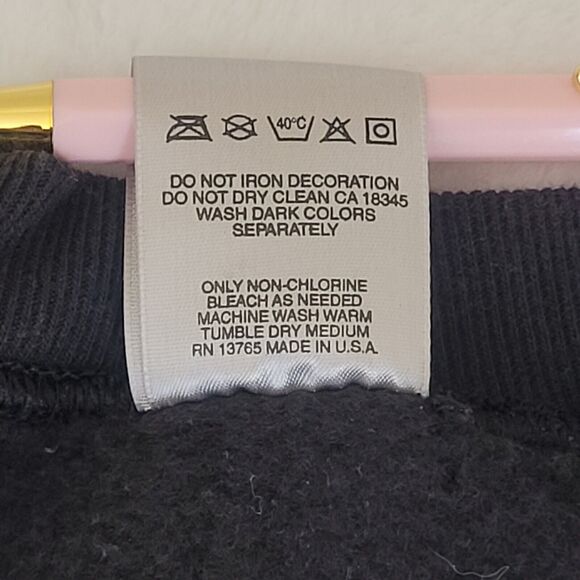 40°C
DO NOT IRON DECORATION
DO NOT DRY CLEAN CA 18345
WASH DARK COLORS
SEPARATELY
ONLY NON-CHLORINE
BLEACH AS NEEDED
MACHINE WASH WARM
TUMBLE DRY MEDIUM
RN 13765 MADE IN U.S.A.